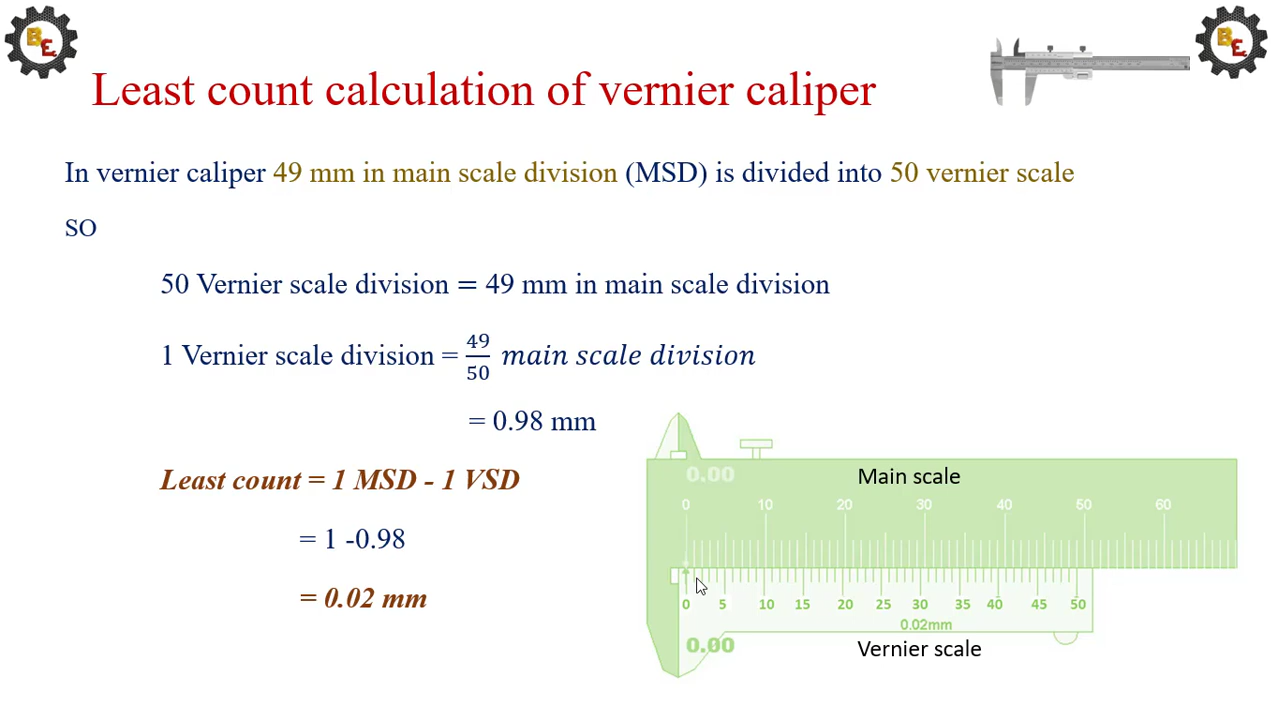 B E
B E
Least count calculation of vernier caliper
In vernier caliper 49 mm in main scale division (MSD) is divided into 50 vernier scale
SO
50 Vernier scale division = 49 mm in main scale division
1 Vernier scale division = 49/50 main scale division
= 0.98 mm
Least count = 1 MSD - 1 VSD
= 1 -0.98
= 0.02 mm
0.00 Main scale
0 10 20 30 40 50 60
0 5 10 15 20 25 30 35 40 45 50
0.02mm
0.00 Vernier scale